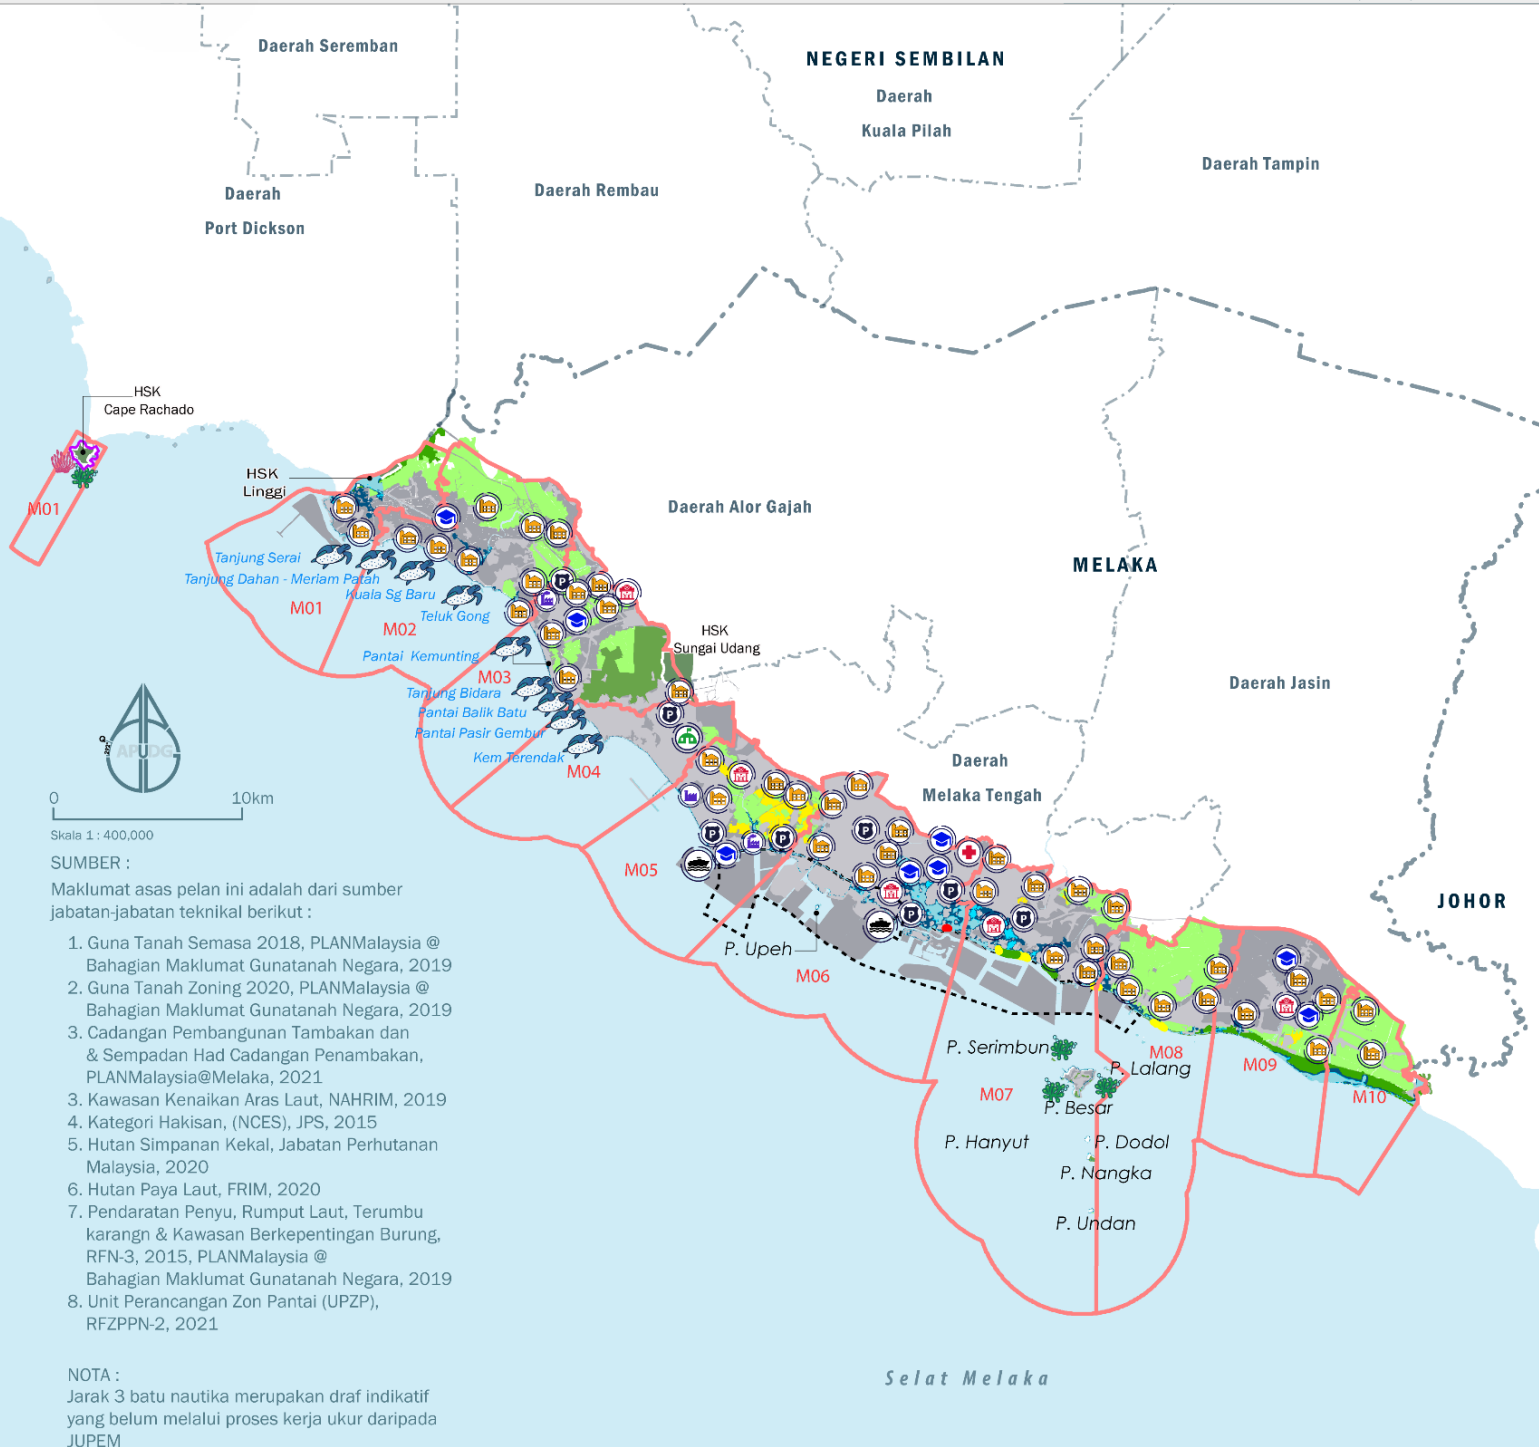 Daerah Seremban
NEGERI SEMBILAN
Daerah
Kuala Pilah
Daerah Tampin
Daerah Rembau
Daerah
Port Dickson
HSK
Cape Rachado
HSK
Linggi
M01
Daerah Alor Gajah
MELAKA
Tanjung Serai
Tanjung Dahan - Meriam Patah
Kuala Sg Baru
M01
Teluk Gong
M02
HSK
Sungai Udang
Pantai Kemunting
M03
Tanjung Bidara
Pantai Balik Batu
Pantai Pasir Gembur
Kem Terendak
M04
Daerah Jasin
Daerah
Melaka Tengah
APUDG
0 10km
Skala 1 : 400,000
M05
JOHOR
P. Upeh
M06
P. Serimbun
M08
P. Lalang
M09
M07
M10
P. Besar
P. Hanyut
P. Dodol
P. Nangka
P. Undan
Selat Melaka
SUMBER :
Maklumat asas pelan ini adalah dari sumber
jabatan-jabatan teknikal berikut :
1. Guna Tanah Semasa 2018, PLANMalaysia @
Bahagian Maklumat Gunatanah Negara, 2019
2. Guna Tanah Zoning 2020, PLANMalaysia @
Bahagian Maklumat Gunatanah Negara, 2019
3. Cadangan Pembangunan Tambakan dan
& Sempadan Had Cadangan Penambakan,
PLANMalaysia@Melaka, 2021
3. Kawasan Kenaikan Aras Laut, NAHRIM, 2019
4. Kategori Hakisan, (NCES), JPS, 2015
5. Hutan Simpanan Kekal, Jabatan Perhutanan
Malaysia, 2020
6. Hutan Paya Laut, FRIM, 2020
7. Pendaratan Penyu, Rumput Laut, Terumbu
karangn & Kawasan Berkepentingan Burung,
RFN-3, 2015, PLANMalaysia @
Bahagian Maklumat Gunatanah Negara, 2019
8. Unit Perancangan Zon Pantai (UPZP),
RFZPPN-2, 2021
NOTA :
Jarak 3 batu nautika merupakan draf indikatif
yang belum melalui proses kerja ukur daripada
JUPEM